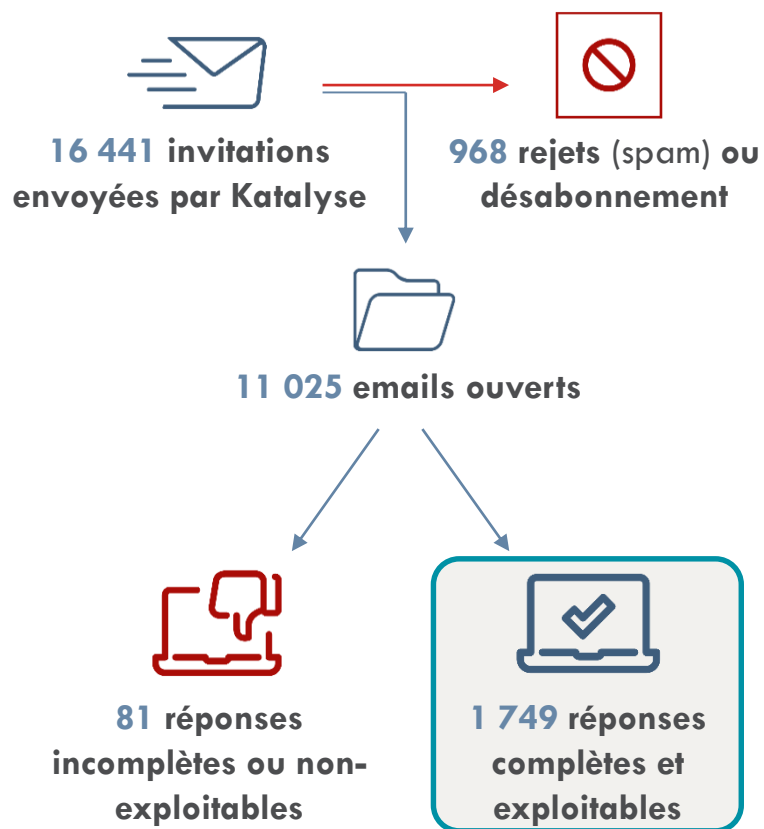 16 441 invitations
envoyées par Katalyse
968 rejets (spam) ou
désabonnement
11 025 emails ouverts
81 réponses
incomplètes ou non-
exploitables
1 749 réponses
complètes et
exploitables